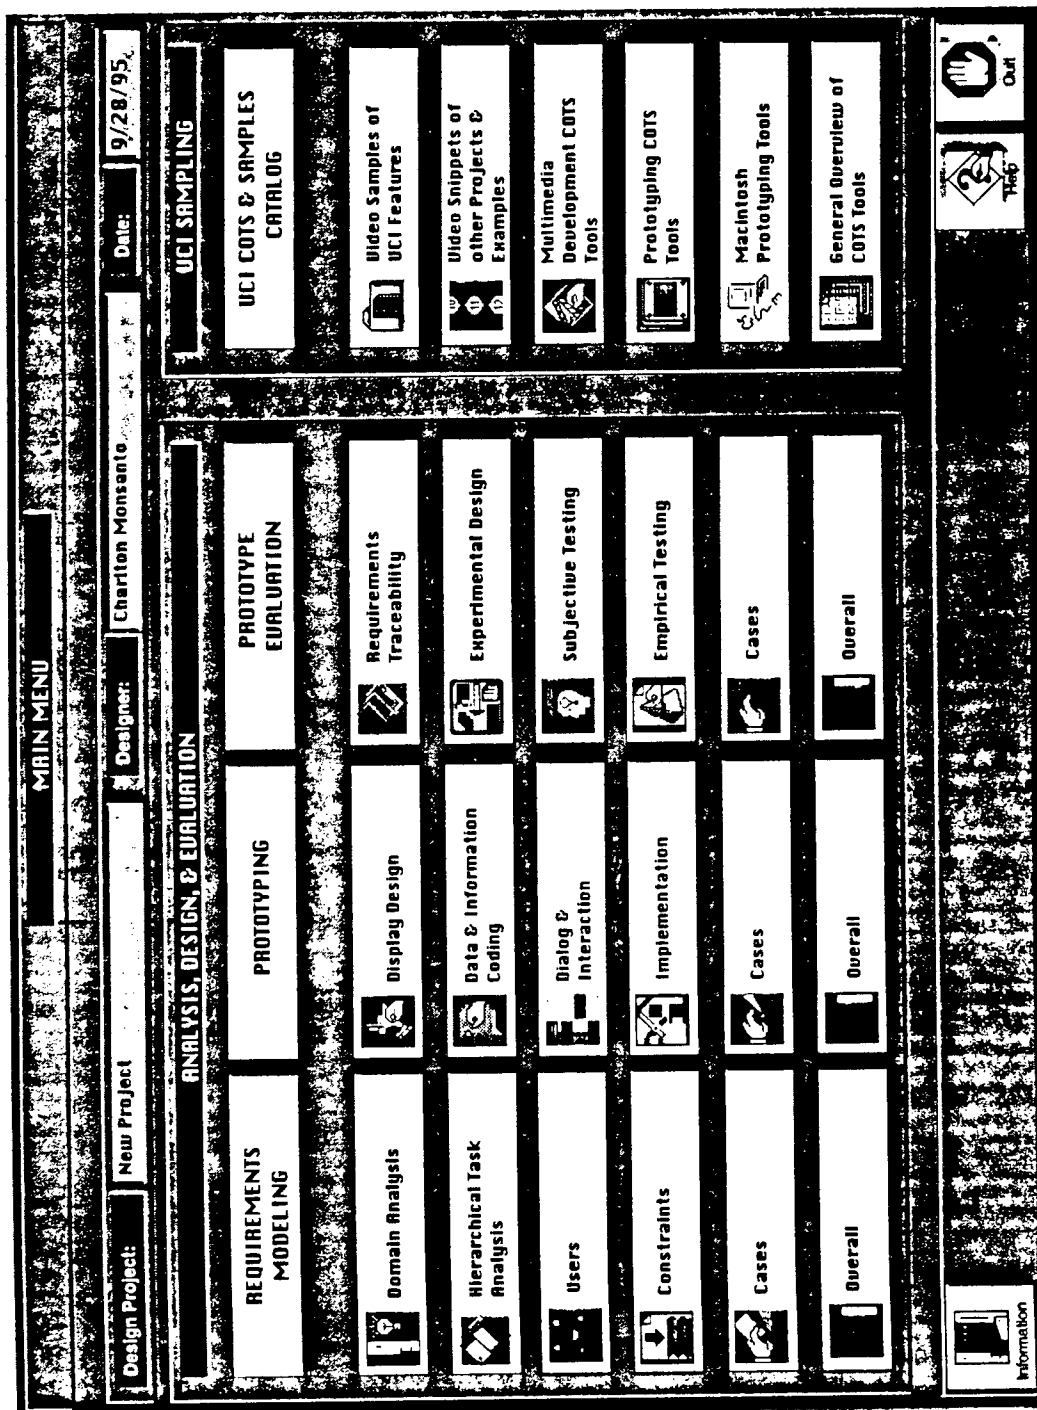 MAIN MENU
Design Project: New Project Designer: Charlton Monsanto Date: 9/28/95
ANALYSIS, DESIGN, & EVALUATION
REQUIREMENTS
MODELING
Domain Analysis
Hierarchical Task
Analysis
Users
Constraints
Cases
Overall
PROTOTYPING
Display Design
Data & Information
Coding
Dialog &
Interaction
Implementation
Cases
Overall
PROTOTYPE
EVALUATION
Requirements
Traceability
Experimental Design
Subjective Testing
Empirical Testing
Cases
Overall
UCI SAMPLING
UCI COTS & SAMPLES
CATALOG
Video Samples of
UCI Features
Video Snippets of
other Projects &
Examples
Multimedia
Development COTS
Tools
Prototyping COTS
Tools
Macintosh
Prototyping Tools
General Overview of
COTS Tools
Information
Help
Quit